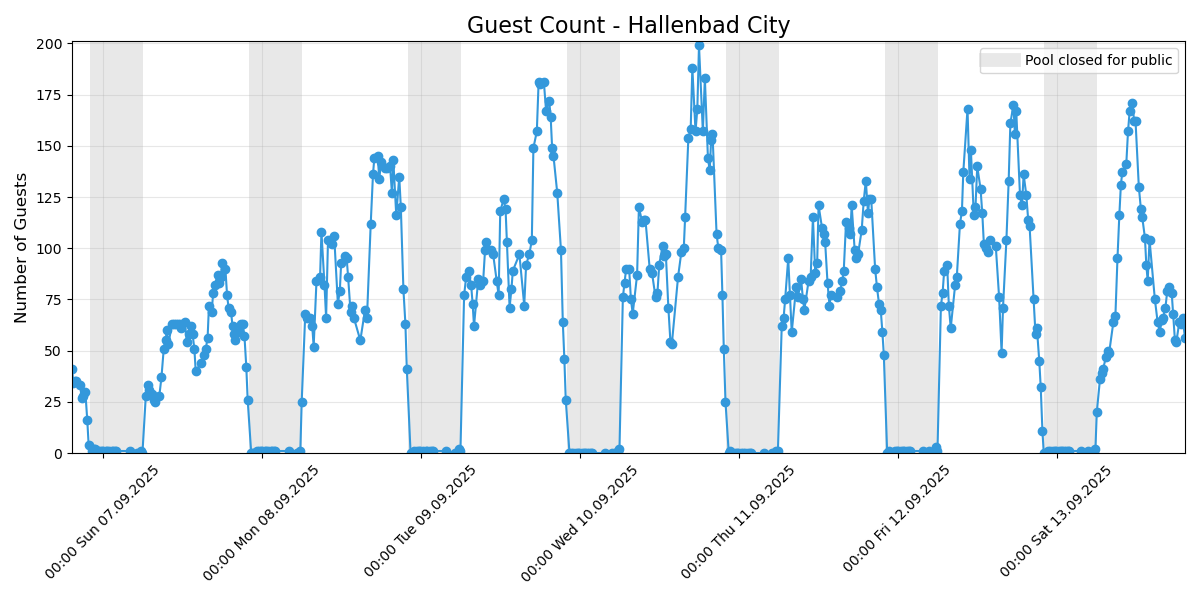 Guest Count - Hallenbad City
Pool closed for public
Number of Guests
200
175
150
125
100
75
50
25
0
00:00 Sun 07.09.2025
00:00 Mon 08.09.2025
00:00 Tue 09.09.2025
00:00 Wed 10.09.2025
00:00 Thu 11.09.2025
00:00 Fri 12.09.2025
00:00 Sat 13.09.2025